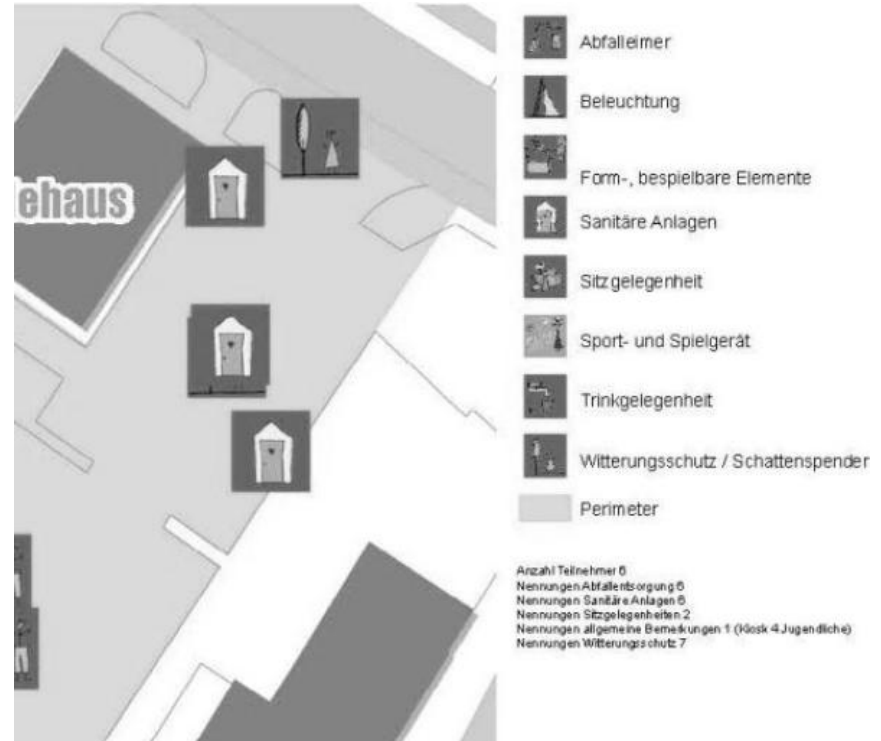 ehaus
Abfalleimer
Beleuchtung
Form-, bespielbare Elemente
Sanitäre Anlagen
Sitzgelegenheit
Sport- und Spielgerät
Trinkgelegenheit
Witterungsschutz / Schattenspender
Perimeter
Anzahl Teilnehmer 6
Nennungen Abfallentsorgung 6
Nennungen Sanitäre Anlagen 6
Nennungen Sitzgelegenheiten 2
Nennungen allgemeine Bemerkungen 1 (Kiosk 4 Jugendliche)
Nennungen Witterungsschutz 7